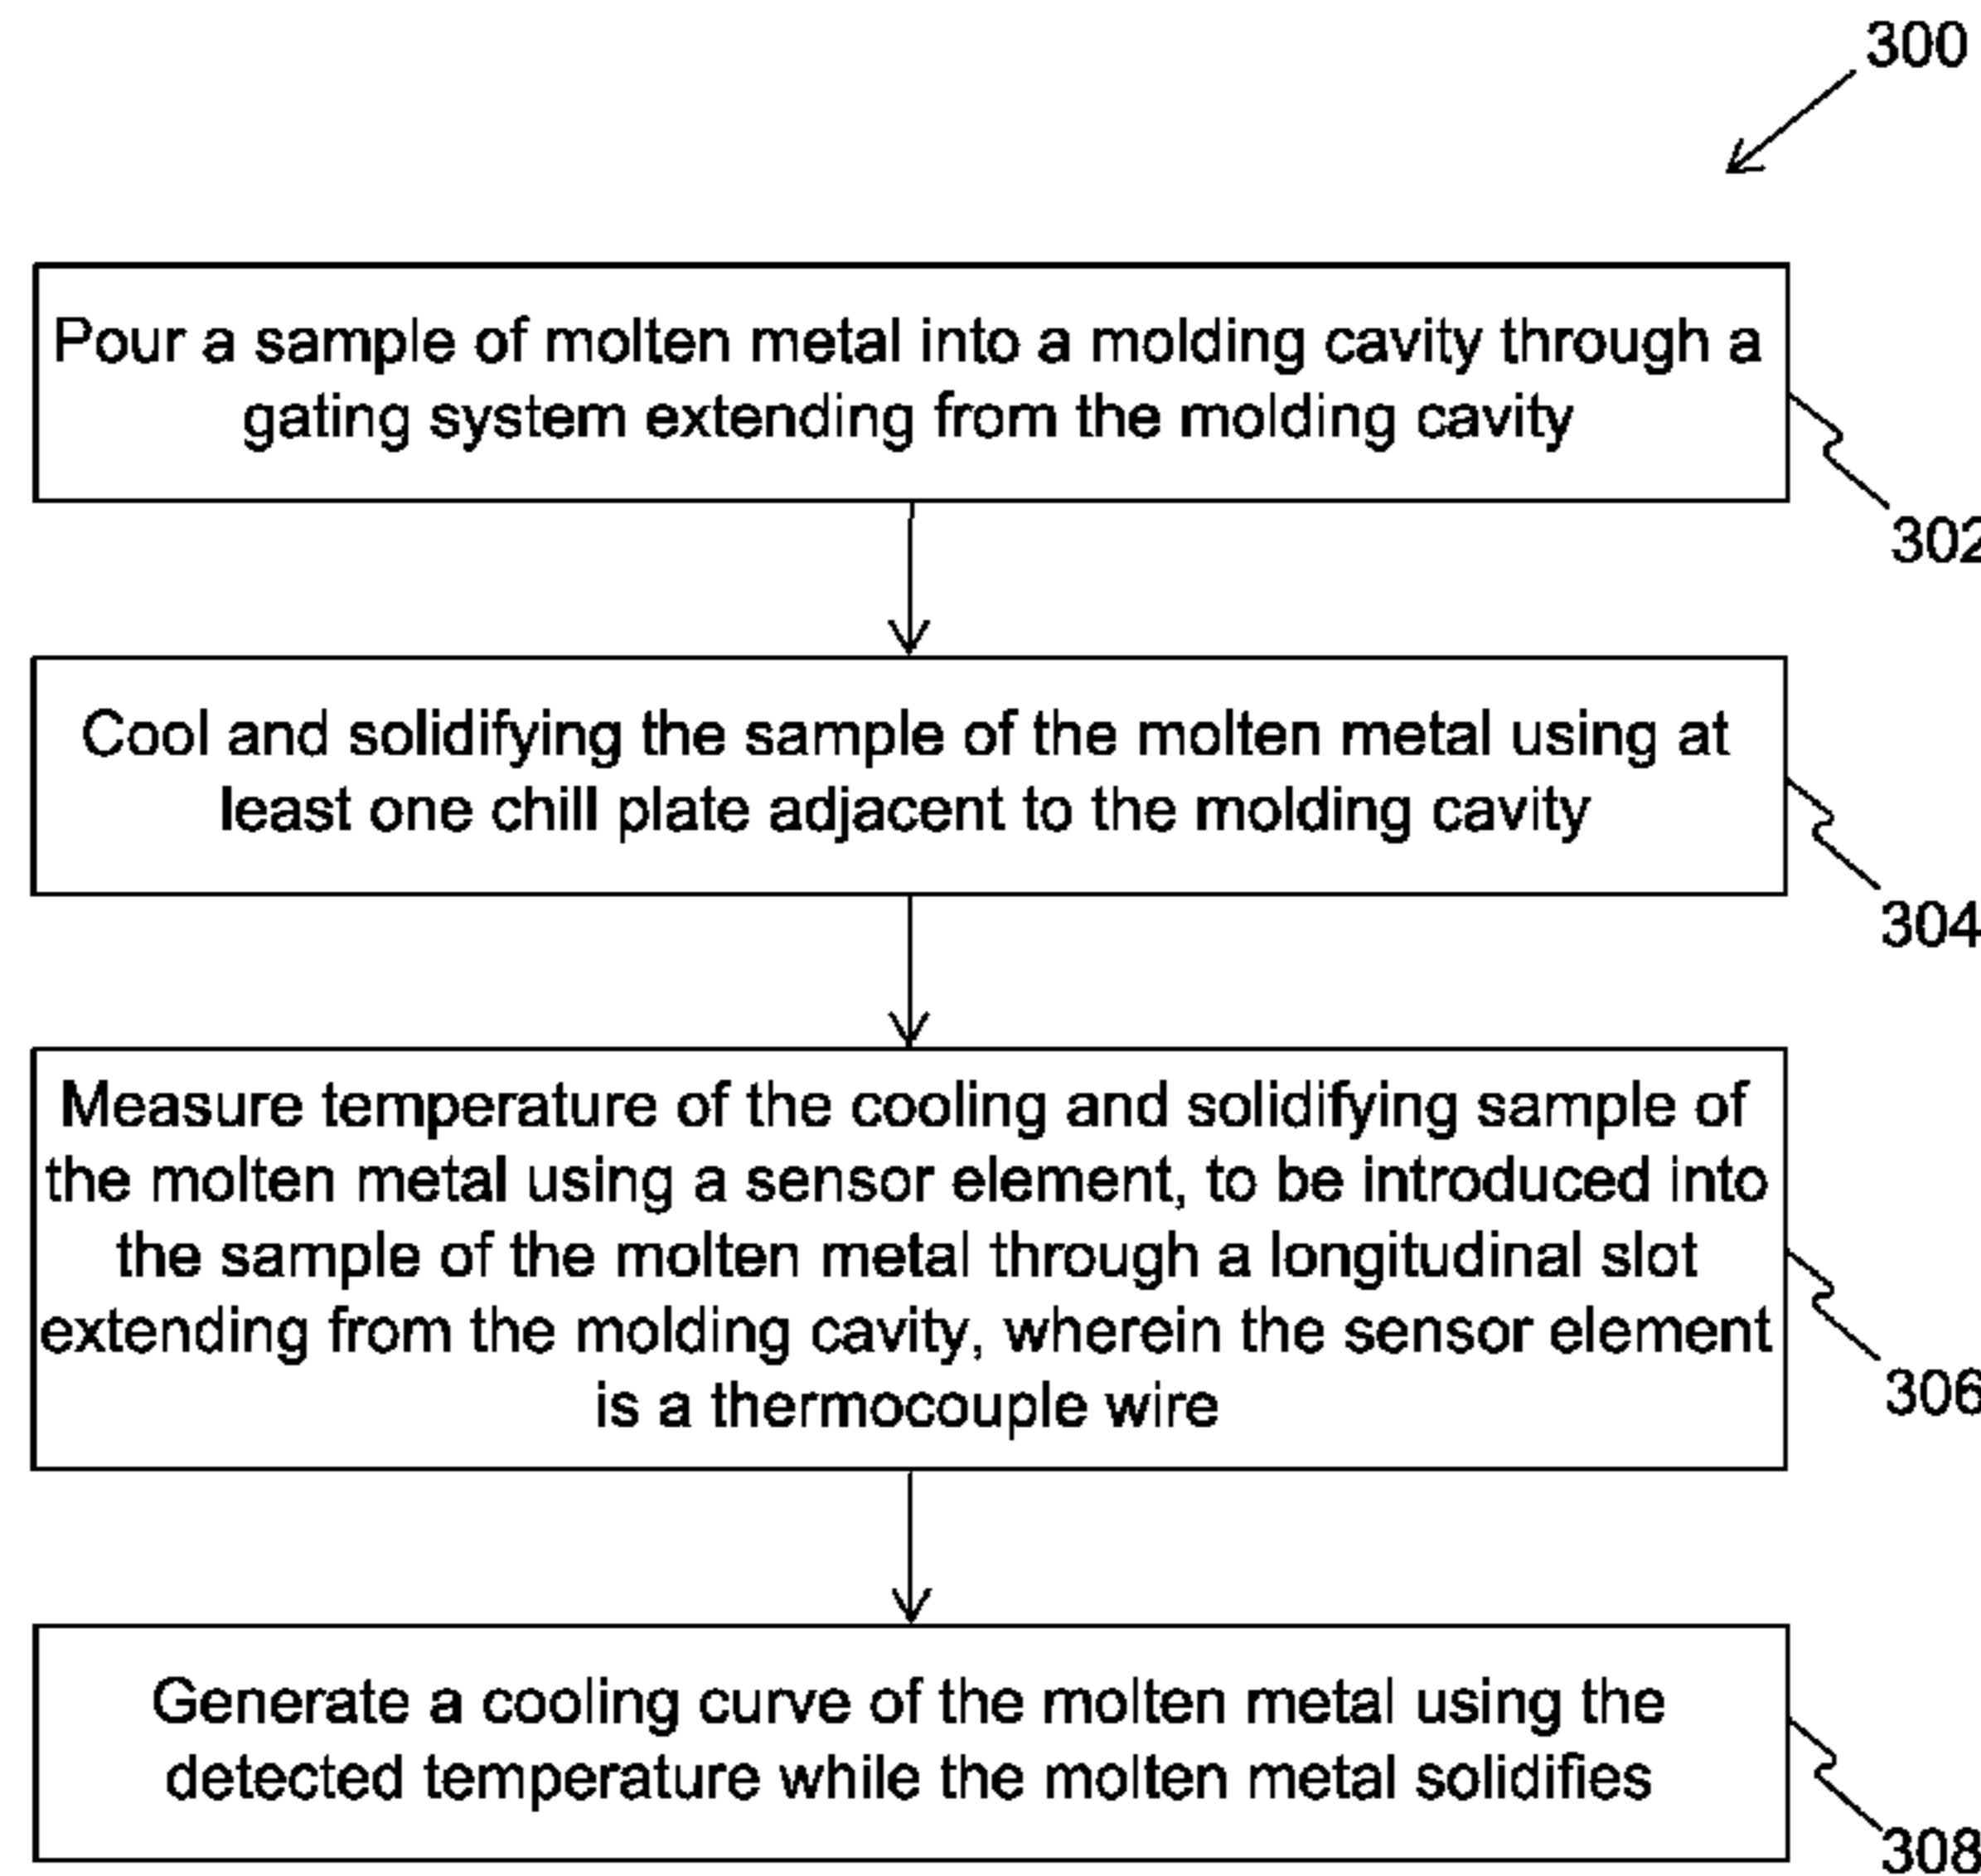 300
Pour a sample of molten metal into a molding cavity through a
gating system extending from the molding cavity
302
Cool and solidifying the sample of the molten metal using at
least one chill plate adjacent to the molding cavity
304
Measure temperature of the cooling and solidifying sample of
the molten metal using a sensor element, to be introduced into
the sample of the molten metal through a longitudinal slot
extending from the molding cavity, wherein the sensor element
is a thermocouple wire
306
Generate a cooling curve of the molten metal using the
detected temperature while the molten metal solidifies
308